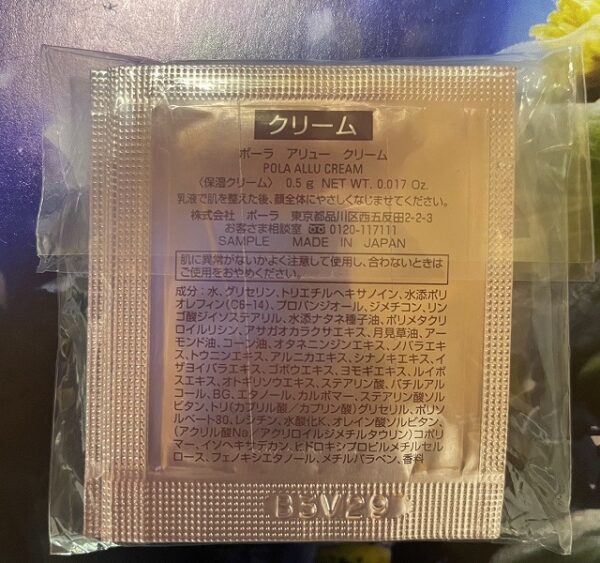 クリーム
ポーラ アリュー クリーム
POLA ALLU CREAM
〈保湿クリーム〉 0.5g NET WT. 0.017 Oz.
乳液で肌を整えた後、顔全体にやさしくなじませてください。
株式会社 ポーラ 東京都品川区西五反田2-2-3
お客さま相談室 0120-117111
SAMPLE MADE IN JAPAN
肌に異常がないかよく注意して使用し、合わないときは
ご使用をおやめください。
成分：水、グリセリン、トリエチルヘキサノイン、水添ポリ
オレフィン(C6-14)、プロパンジオール、ジメチコン、リン
ゴ酸ジイソステアリル、水添ナタネ種子油、ポリメタクリ
ロイルリシン、アサガオカラクサエキス、月見草油、アー
モンド油、コーン油、オタネニンジンエキス、ノバラエキ
ス、トウニンエキス、アルニカエキス、シナノキエキス、イ
ザヨイバラエキス、ゴボウエキス、ヨモギエキス、ルイボ
スエキス、オトギリソウエキス、ステアリン酸、バチルアル
コール、BG、エタノール、カルボマー、ステアリン酸ソル
ビタン、トリ(カプリル酸/カプリン酸)グリセリル、ポリソ
ルベート80、レシチン、水酸化K、オレイン酸ソルビタン、
(アクリル酸Na/アクリロイルジメチルタウリン)コポリ
マー、イソヘキサデカン、ヒドロキシプロピルメチルセル
ロース、フェノキシエタノール、メチルパラベン、香料
B5V29